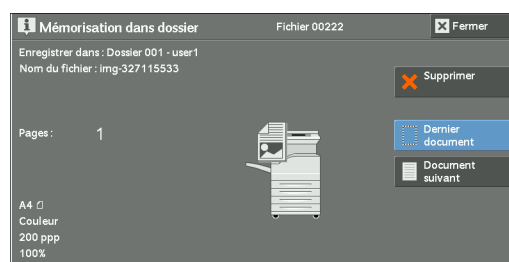 Mémorisation dans dossier
Fichier 00222
Fermer
Enregistrer dans : Dossier 001 - user1
Nom du fichier : img-327115533
Supprimer
Pages :
1
Dernier
document
Document
suivant
A4
Couleur
200 ppp
100%